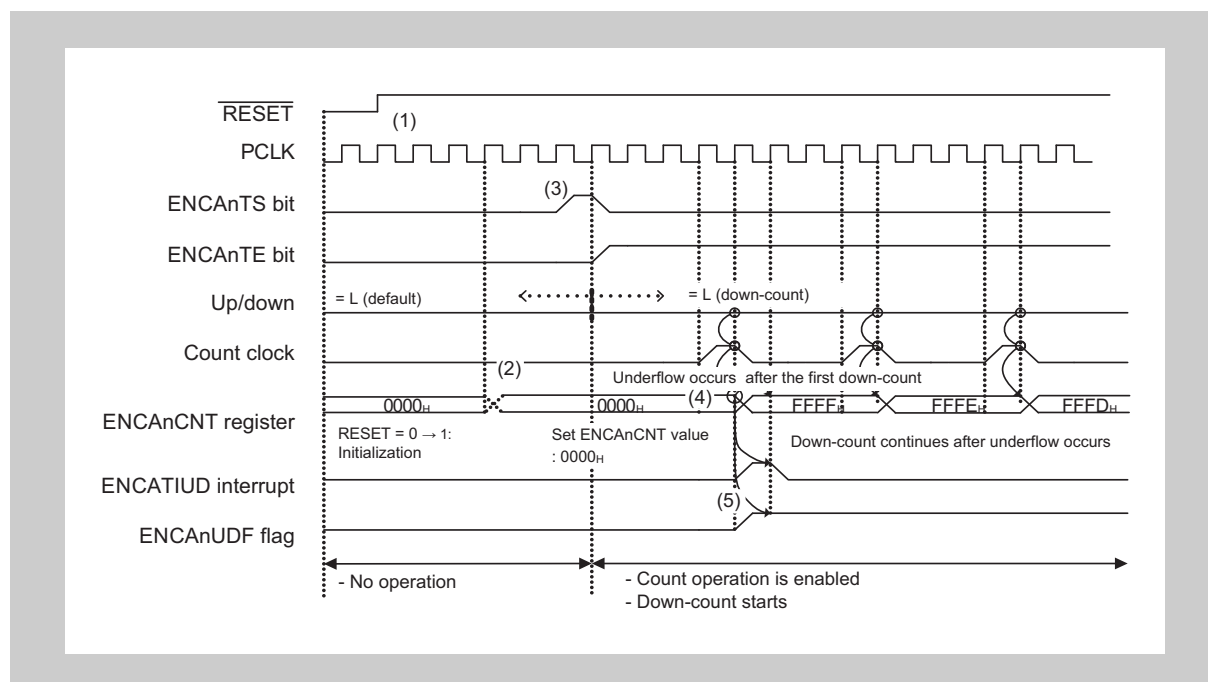 RESET
(1)
PCLK
(3)
ENCAnTS bit
ENCAnTE bit
Up/down
= L (default)
= L (down-count)
Count clock
(2)
Underflow occurs after the first down-count
ENCAnCNT register
0000H
0000H
(4)
FFFFH
FFFEH
FFFDH
RESET = 0 → 1:
Initialization
Set ENCAnCNT value
: 0000H
Down-count continues after underflow occurs
ENCATIUD interrupt
(5)
ENCAnUDF flag
- No operation
- Count operation is enabled
- Down-count starts